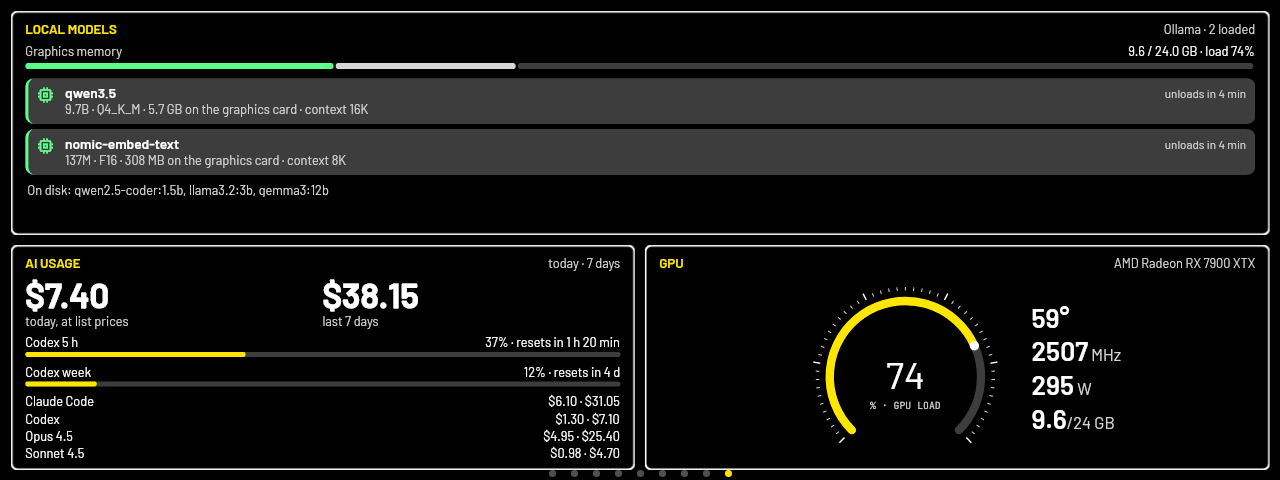 LOCAL MODELS
Ollama · 2 loaded
Graphics memory
9.6 / 24.0 GB · load 74%
qwen3.5
unloads in 4 min
9.7B · Q4_K_M · 5.7 GB on the graphics card · context 16K
nomic-embed-text
unloads in 4 min
137M · F16 · 308 MB on the graphics card · context 8K
On disk: qwen2.5-coder:1.5b, llama3.2:3b, gemma3:12b
AI USAGE
today · 7 days
$7.40
$38.15
today, at list prices
last 7 days
Codex 5 h
37% · resets in 1 h 20 min
Codex week
12% · resets in 4 d
Claude Code
$6.10 · $31.05
Codex
$1.30 · $7.10
Opus 4.5
$4.95 · $25.40
Sonnet 4.5
$0.98 · $4.70
GPU
AMD Radeon RX 7900 XTX
74
% · GPU LOAD
59°
2507 MHz
295 W
9.6/24 GB